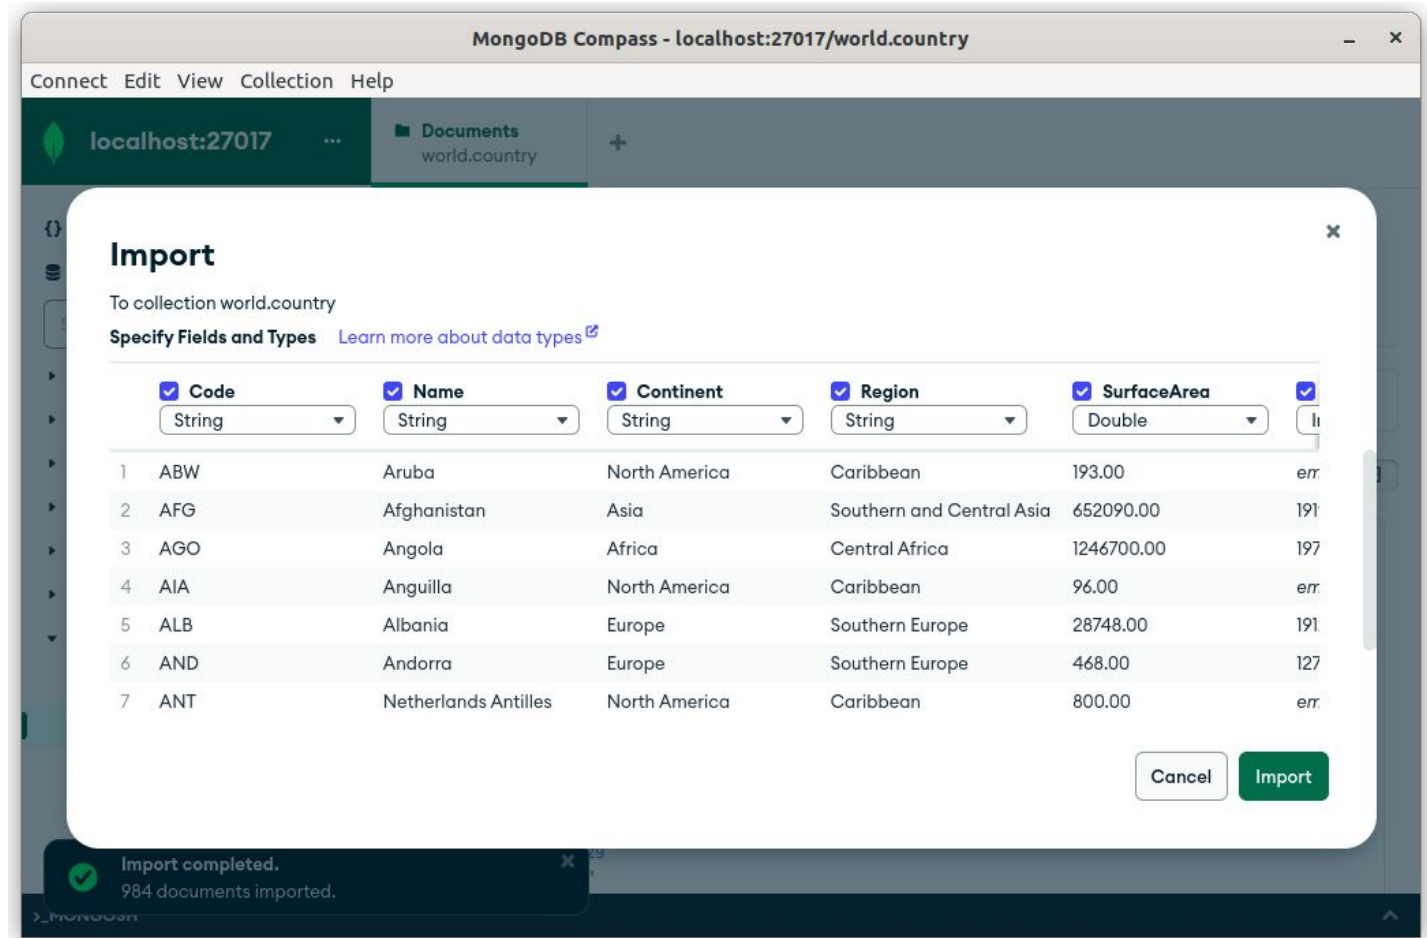 MongoDB Compass - localhost:27017/world.country
Connect Edit View Collection Help
localhost:27017 ...
Documents
world.country
{}
Import
To collection world.country
Specify Fields and Types Learn more about data types
Code Name Continent Region SurfaceArea
String String String String Double
1 ABW Aruba North America Caribbean 193.00
2 AFG Afghanistan Asia Southern and Central Asia 652090.00
3 AGO Angola Africa Central Africa 1246700.00
4 AIA Anguilla North America Caribbean 96.00
5 ALB Albania Europe Southern Europe 28748.00
6 AND Andorra Europe Southern Europe 468.00 127
7 ANT Netherlands Antilles North America Caribbean 800.00
Cancel Import
Import completed.
984 documents imported.
>_MONGOSH